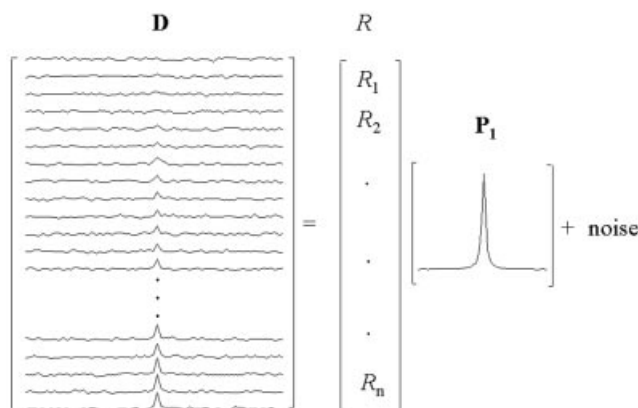 D R
R1
R2
P1
= + noise
Rn